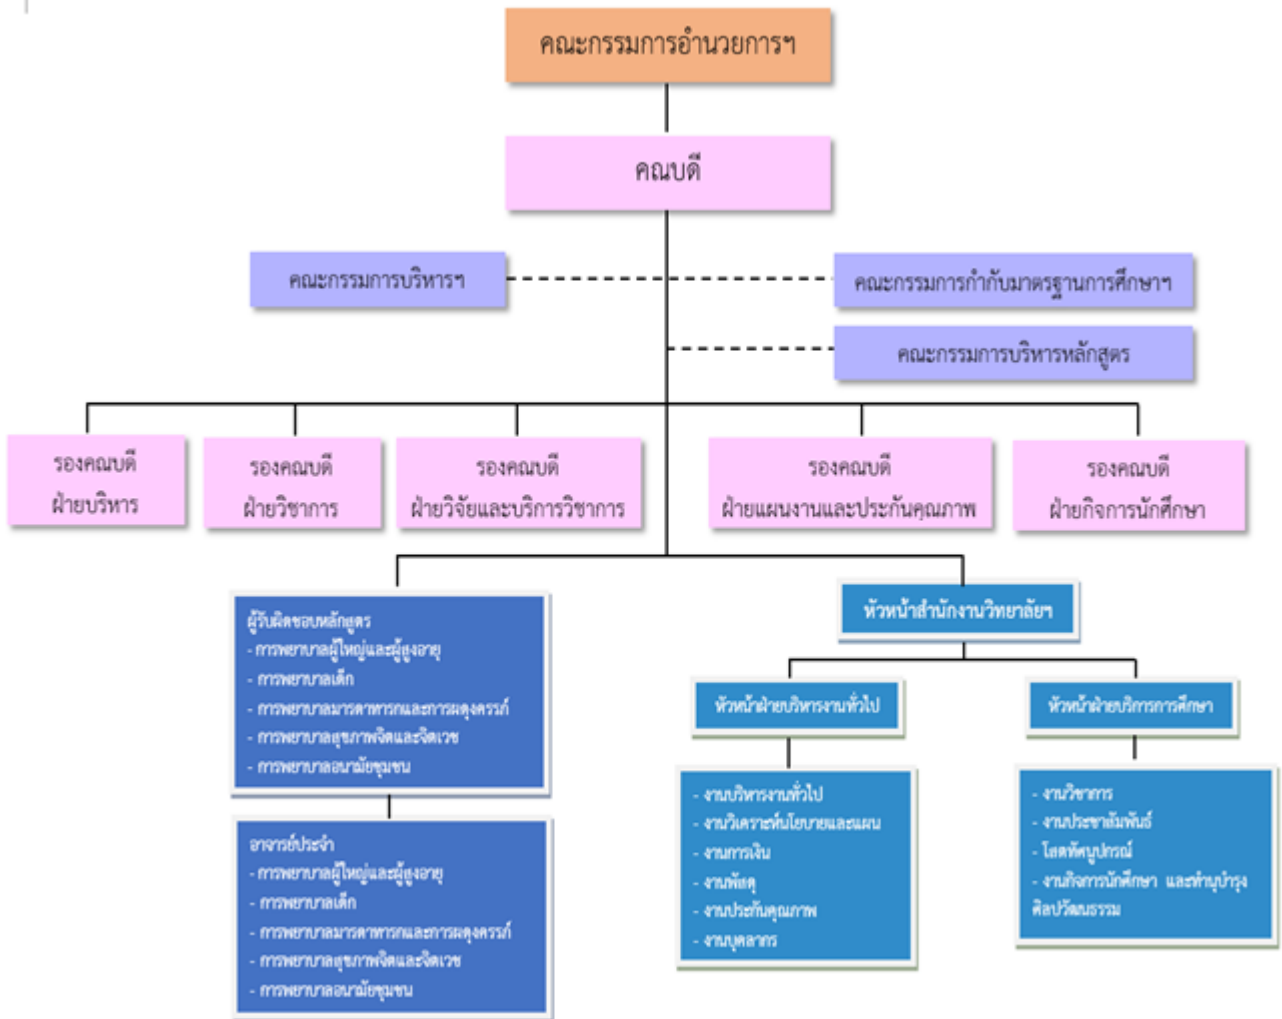 คณะกรรมการอำนวยการฯ
คณบดี
คณะกรรมการบริหารฯ
คณะกรรมการกำกับมาตรฐานการศึกษาฯ
คณะกรรมการบริหารหลักสูตร
รองคณบดี
ฝ่ายบริหาร
รองคณบดี
ฝ่ายวิชาการ
รองคณบดี
ฝ่ายวิจัยและบริการวิชาการ
รองคณบดี
ฝ่ายแผนงานและประกันคุณภาพ
รองคณบดี
ฝ่ายกิจการนักศึกษา
ผู้รับผิดชอบหลักสูตร
- การพยาบาลผู้ใหญ่และผู้สูงอายุ
- การพยาบาลเด็ก
- การพยาบาลมารดาทารกและการผดุงครรภ์
- การพยาบาลสุขภาพจิตและจิตเวช
- การพยาบาลอนามัยชุมชน
อาจารย์ประจำ
- การพยาบาลผู้ใหญ่และผู้สูงอายุ
- การพยาบาลเด็ก
- การพยาบาลมารดาทารกและการผดุงครรภ์
- การพยาบาลสุขภาพจิตและจิตเวช
- การพยาบาลอนามัยชุมชน
หัวหน้าสำนักงานวิทยาลัยฯ
หัวหน้าฝ่ายบริหารงานทั่วไป
- งานบริหารงานทั่วไป
- งานวิเคราะห์นโยบายและแผน
- งานการเงิน
- งานพัสดุ
- งานประกันคุณภาพ
- งานบุคลากร
หัวหน้าฝ่ายบริการการศึกษา
- งานวิชาการ
- งานประชาสัมพันธ์
- โสตทัศนูปกรณ์
- งานกิจการนักศึกษา และทำนุบำรุง
ศิลปวัฒนธรรม